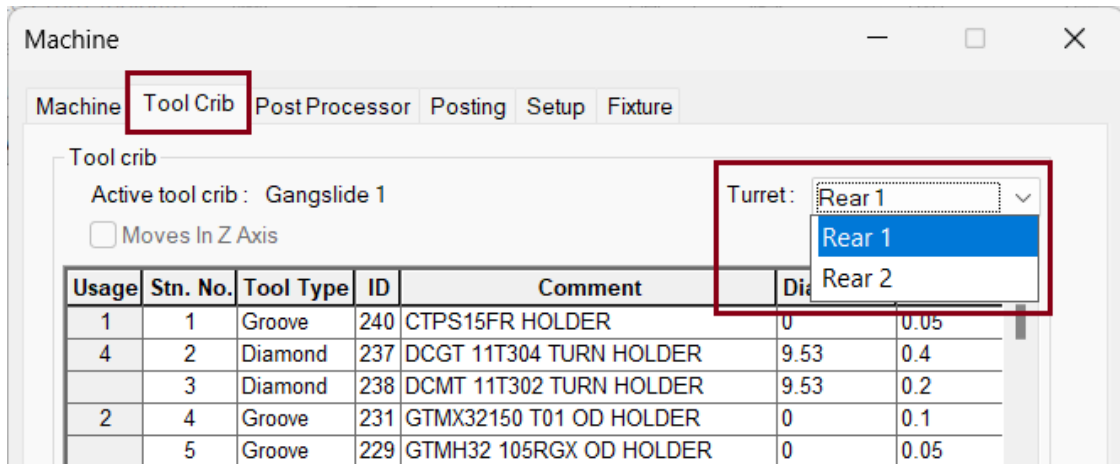 Machine
Machine Tool Crib Post Processor Posting Setup Fixture
Tool crib
Active tool crib : Gangslide 1
Turret : Rear 1
Moves In Z Axis
Rear 1
Rear 2
Usage Stn. No. Tool Type ID Comment
1 1 Groove 240 CTPS15FR HOLDER 0 0.05
4 2 Diamond 237 DCGT 11T304 TURN HOLDER 9.53 0.4
3 Diamond 238 DCMT 11T302 TURN HOLDER 9.53 0.2
2 4 Groove 231 GTMX32150 T01 OD HOLDER 0 0.1
5 Groove 229 GTMH32 105RGX OD HOLDER 0 0.05